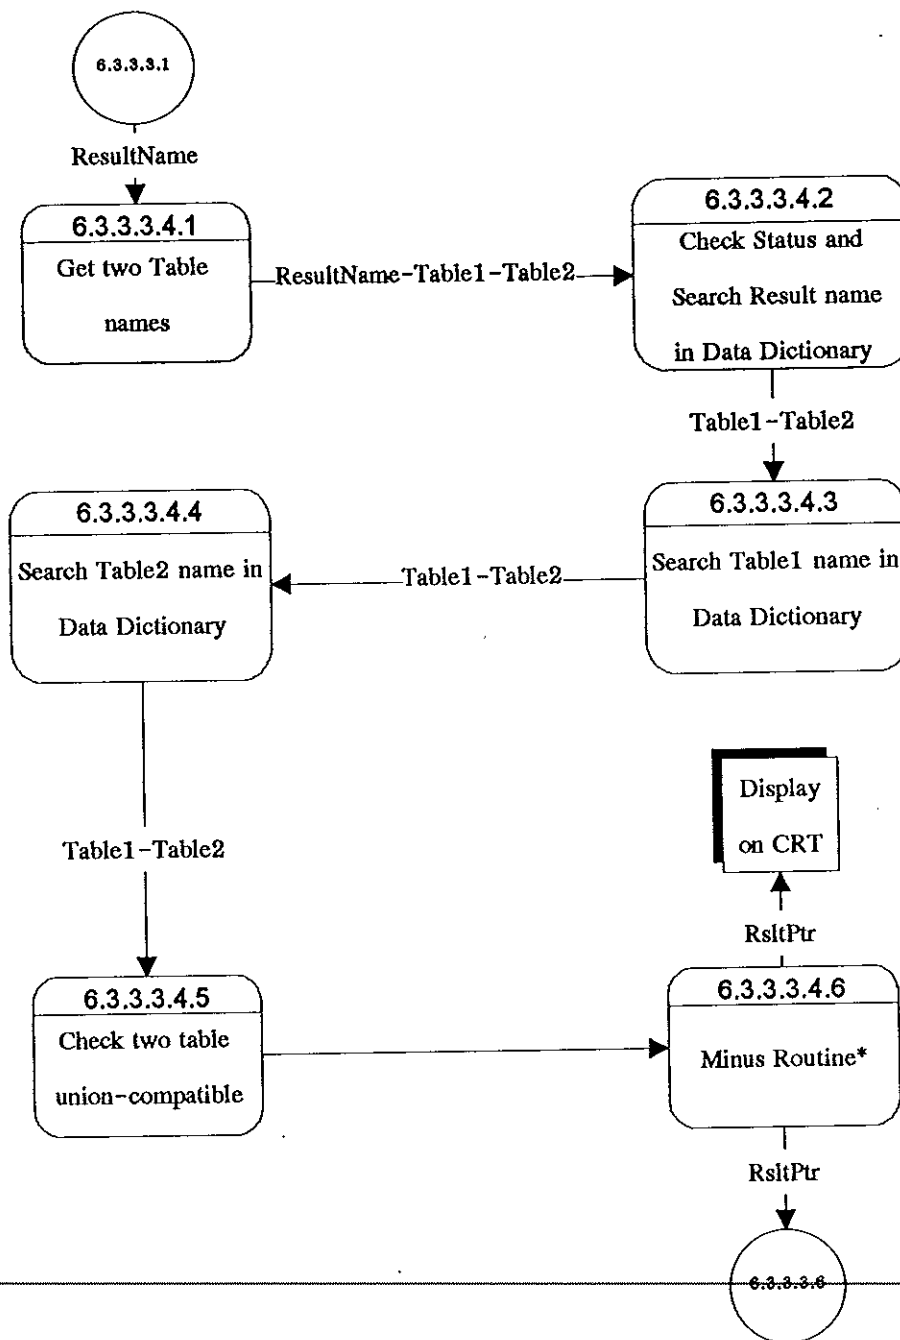 6.3.3.3.1
ResultName
6.3.3.3.4.1
Get two Table
names
ResultName-Table1-Table2
6.3.3.3.4.2
Check Status and
Search Result name
in Data Dictionary
Table1-Table2
6.3.3.3.4.3
Search Table1 name in
Data Dictionary
Table1-Table2
6.3.3.3.4.4
Search Table2 name in
Data Dictionary
Table1-Table2
6.3.3.3.4.5
Check two table
union-compatible
6.3.3.3.4.6
Minus Routine*
RsltPtr
Display
on CRT
RsltPtr
6.3.3.3.6